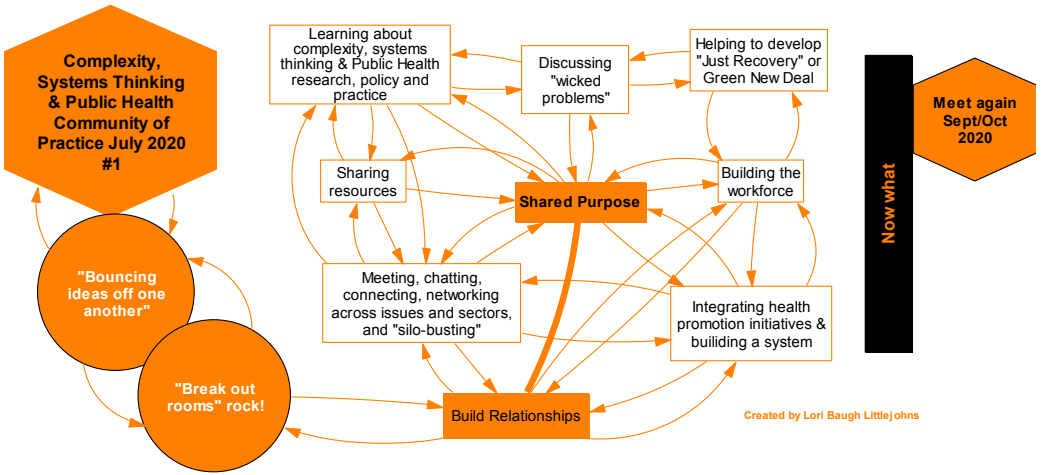 Complexity,
Systems Thinking
& Public Health
Community of
Practice July 2020
#1
"Bouncing
ideas off one
another"
"Break out
rooms" rock!
Learning about
complexity, systems
thinking & Public Health
research, policy and
practice
Discussing
"wicked
problems"
Helping to develop
"Just Recovery" or
Green New Deal
Sharing
resources
Shared Purpose
Building the
workforce
Meeting, chatting,
connecting, networking
across issues and sectors,
and "silo-busting"
Integrating health
promotion initiatives &
builiding a system
Build Relationships
Now what
Meet again
Sept/Oct
2020
Created by Lori Baugh Littlejohns